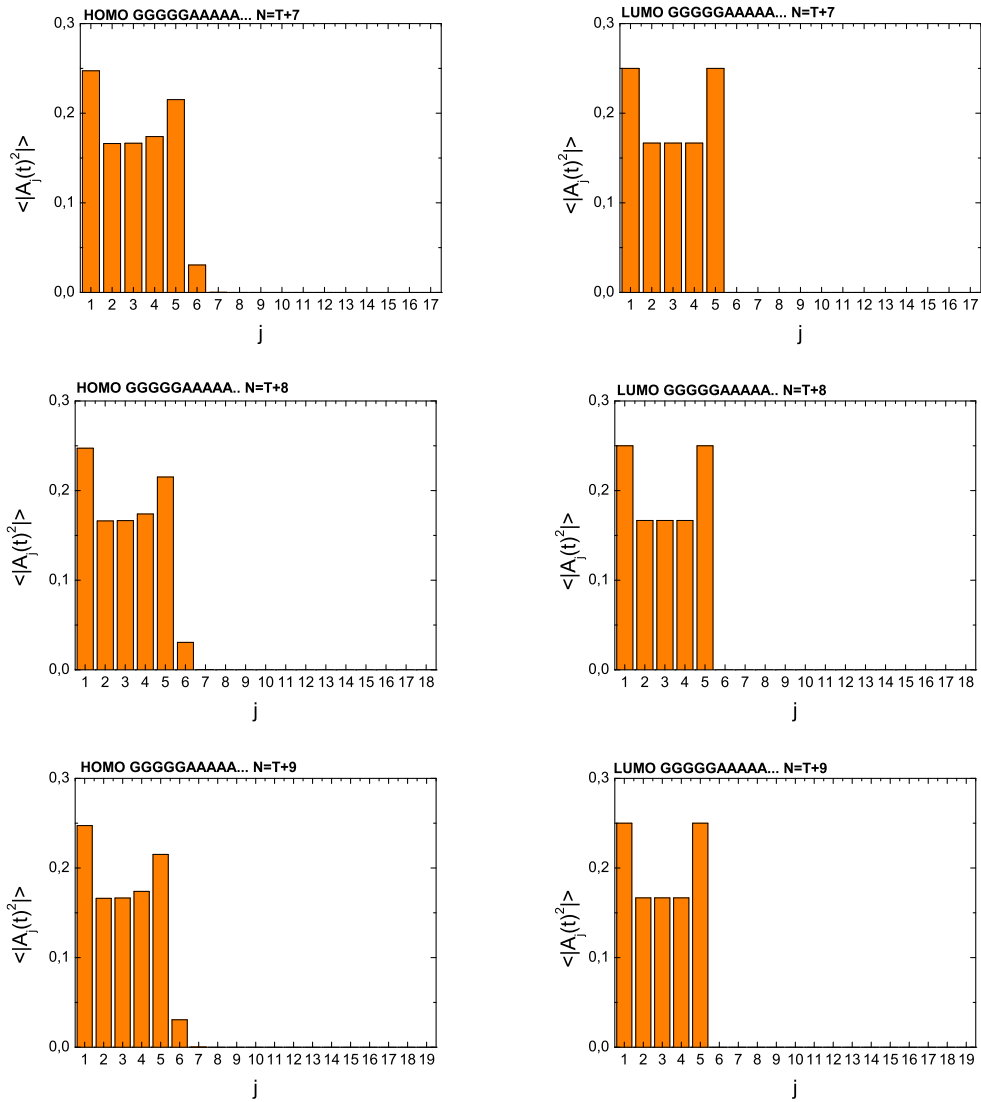 HOMO GGGGGAAAAA... N=T+7
0,3
0,2
0,1
0,0
<|A_j(t)^2|>
1 2 3 4 5 6 7 8 9 10 11 12 13 14 15 16 17
j
LUMO GGGGGAAAAA... N=T+7
0,3
0,2
0,1
0,0
<|A_j(t)^2|>
1 2 3 4 5 6 7 8 9 10 11 12 13 14 15 16 17
j
HOMO GGGGGAAAAA.. N=T+8
0,3
0,2
0,1
0,0
<|A_j(t)^2|>
1 2 3 4 5 6 7 8 9 10 11 12 13 14 15 16 17 18
j
LUMO GGGGGAAAAA.. N=T+8
0,3
0,2
0,1
0,0
<|A_j(t)^2|>
1 2 3 4 5 6 7 8 9 10 11 12 13 14 15 16 17 18
j
HOMO GGGGGAAAAA... N=T+9
0,3
0,2
0,1
0,0
<|A_j(t)^2|>
1 2 3 4 5 6 7 8 9 10 11 12 13 14 15 16 17 18 19
j
LUMO GGGGGAAAAA... N=T+9
0,3
0,2
0,1
0,0
<|A_j(t)^2|>
1 2 3 4 5 6 7 8 9 10 11 12 13 14 15 16 17 18 19
j